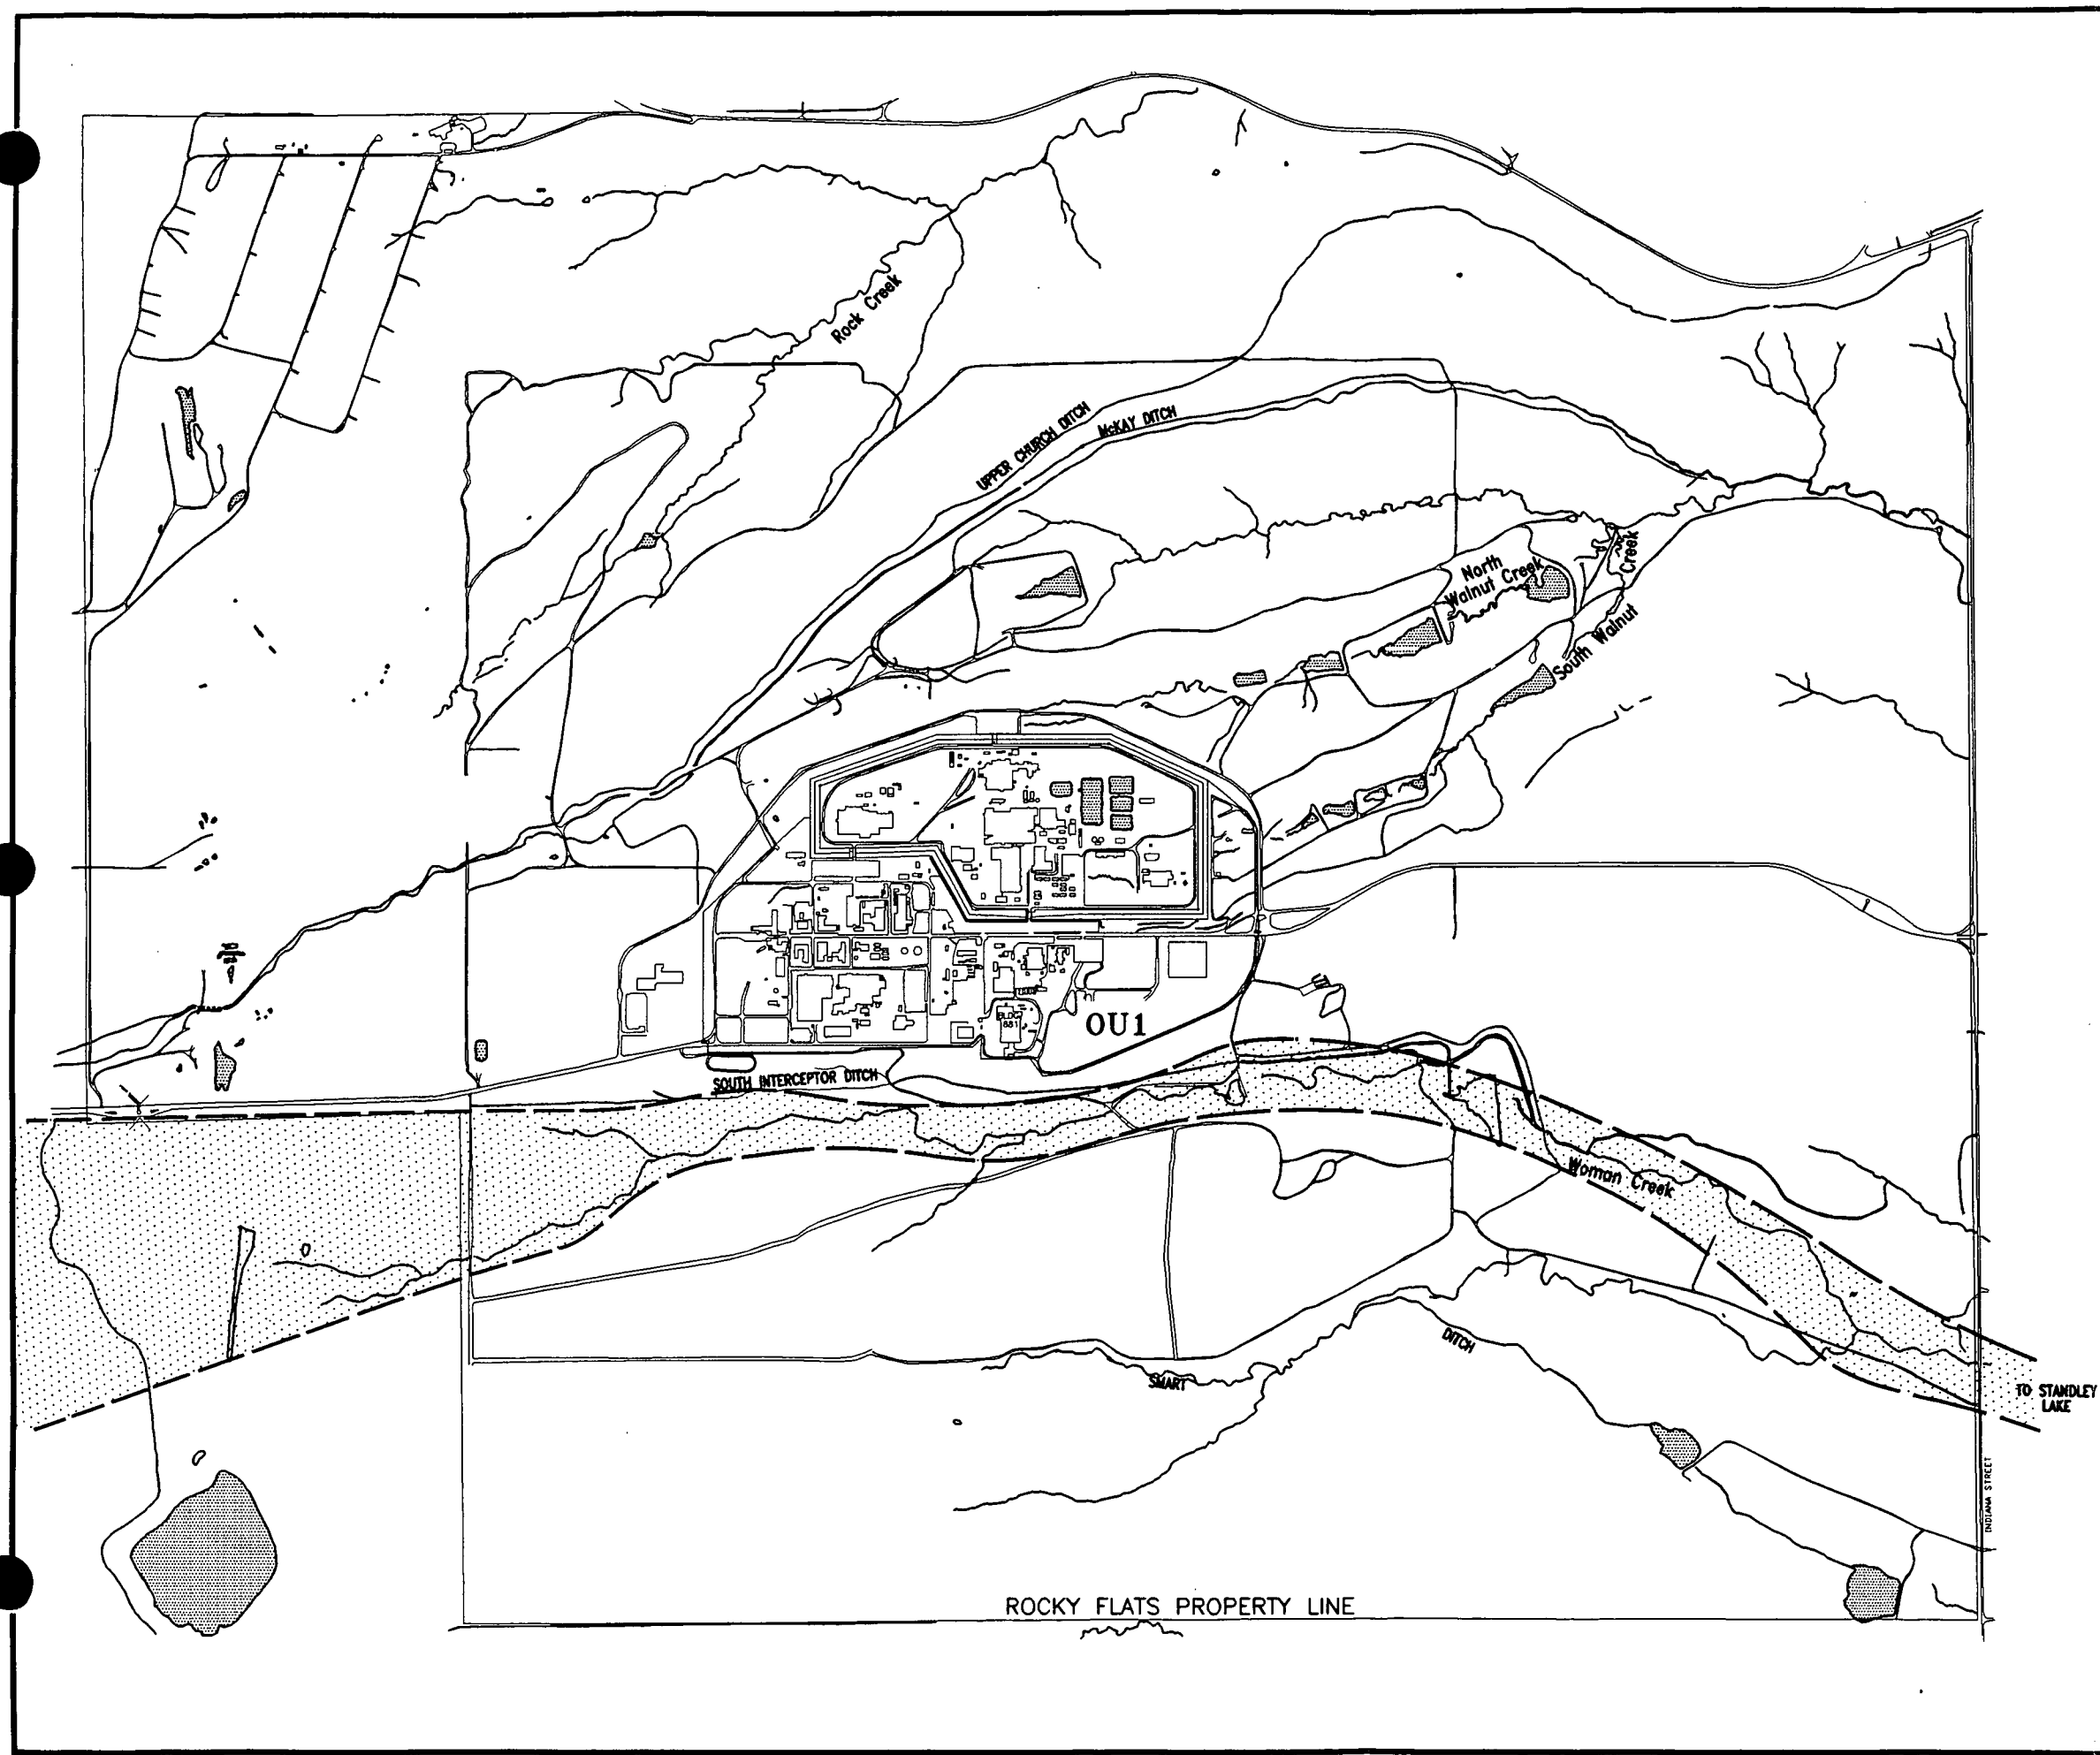 Rock Creek
UPPER CHURCH DITCH
McKAY DITCH
North
Walnut Creek
Creek
South Walnut
BLDG
881
OU1
SOUTH INTERCEPTOR DITCH
Woman Creek
DITCH
SMART
TO STANDLEY
LAKE
INDIANA STREET
ROCKY FLATS PROPERTY LINE